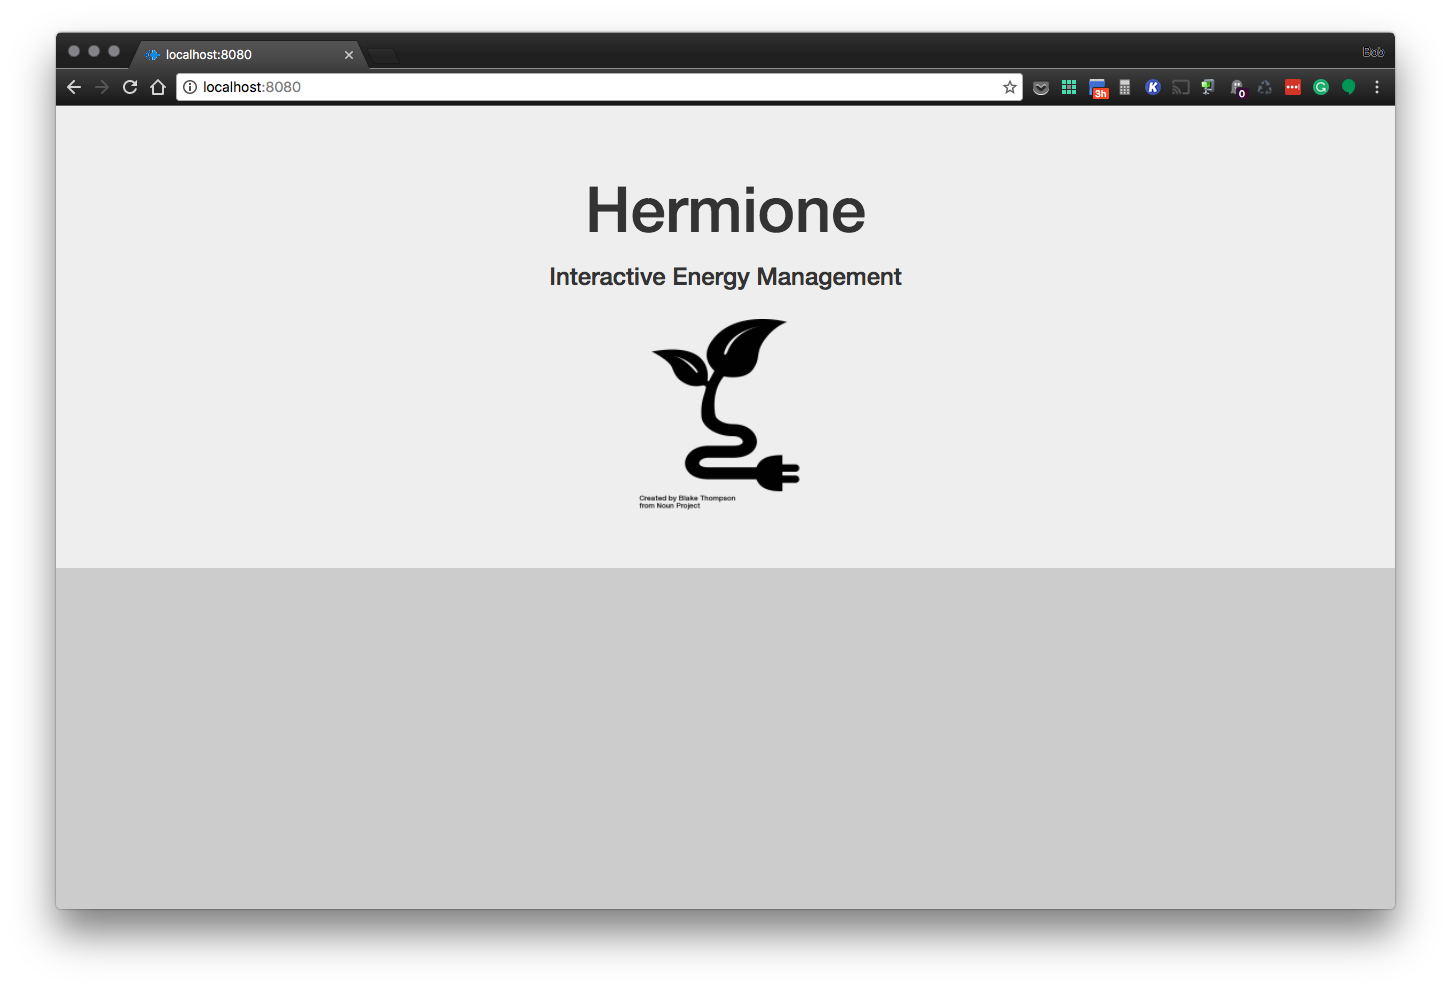 localhost:8080
Bob
localhost:8080
3h
K
0
G
Hermione
Interactive Energy Management
Created by Blake Thompson
from Noun Project